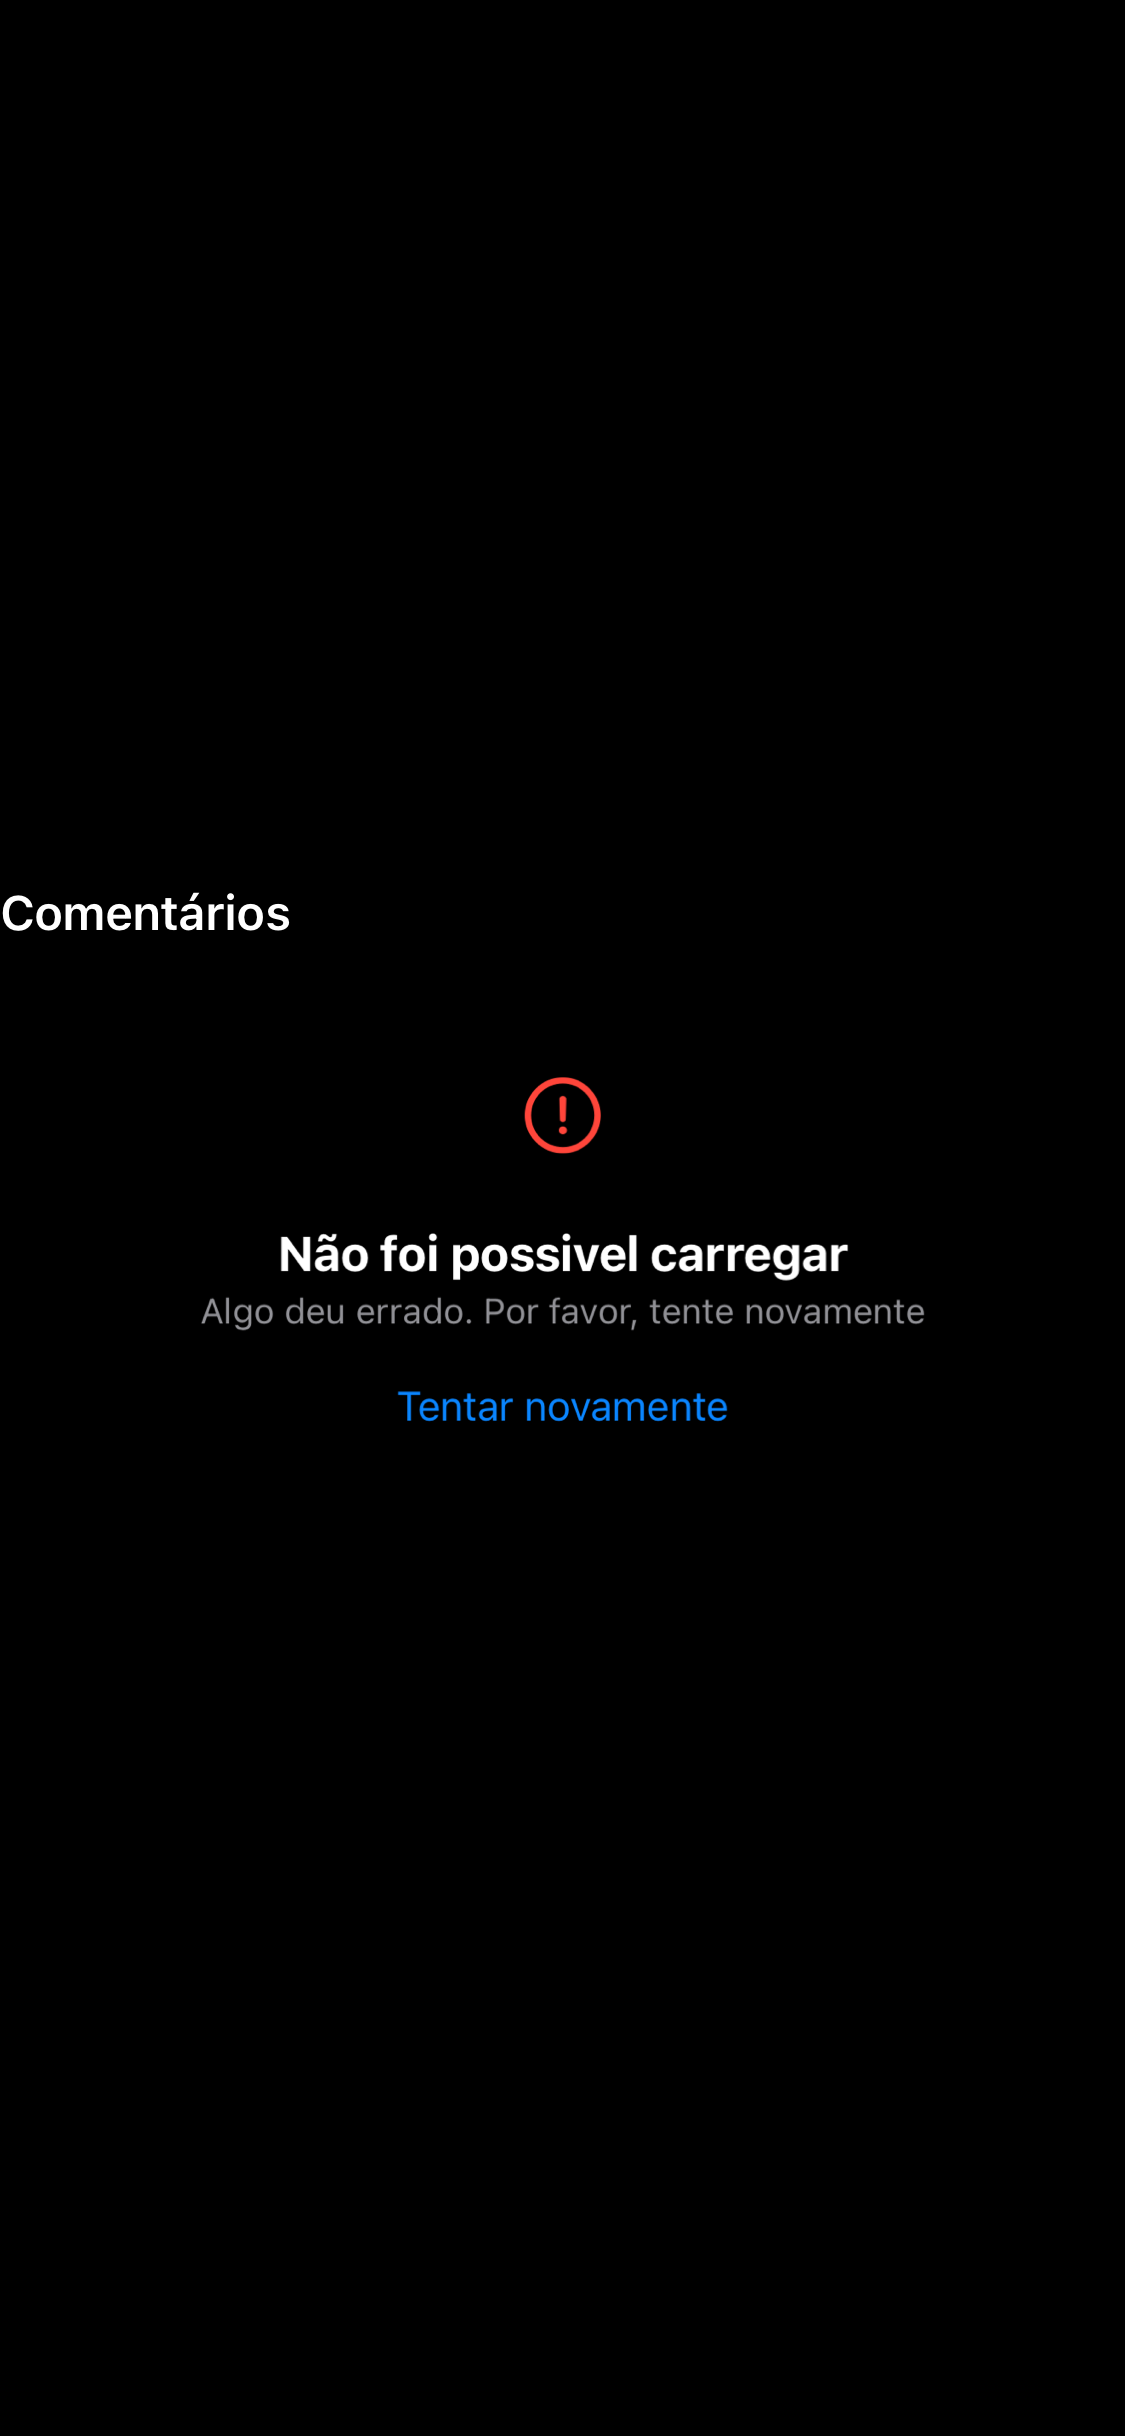 Comentários
Não foi possivel carregar
Algo deu errado. Por favor, tente novamente
Tentar novamente